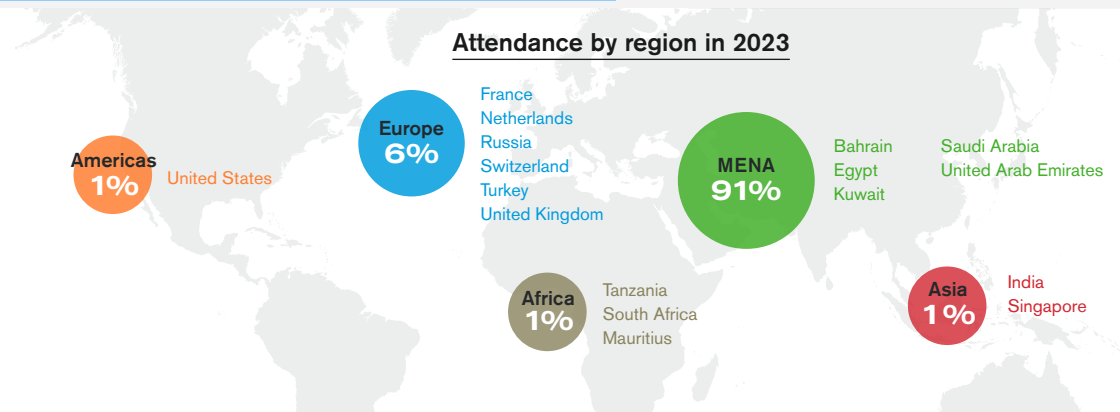 Attendance by region in 2023
Americas
1%
United States
Europe
6%
France
Netherlands
Russia
Switzerland
Turkey
United Kingdom
MENA
91%
Bahrain
Egypt
Kuwait
Saudi Arabia
United Arab Emirates
Africa
1%
Tanzania
South Africa
Mauritius
Asia
1%
India
Singapore